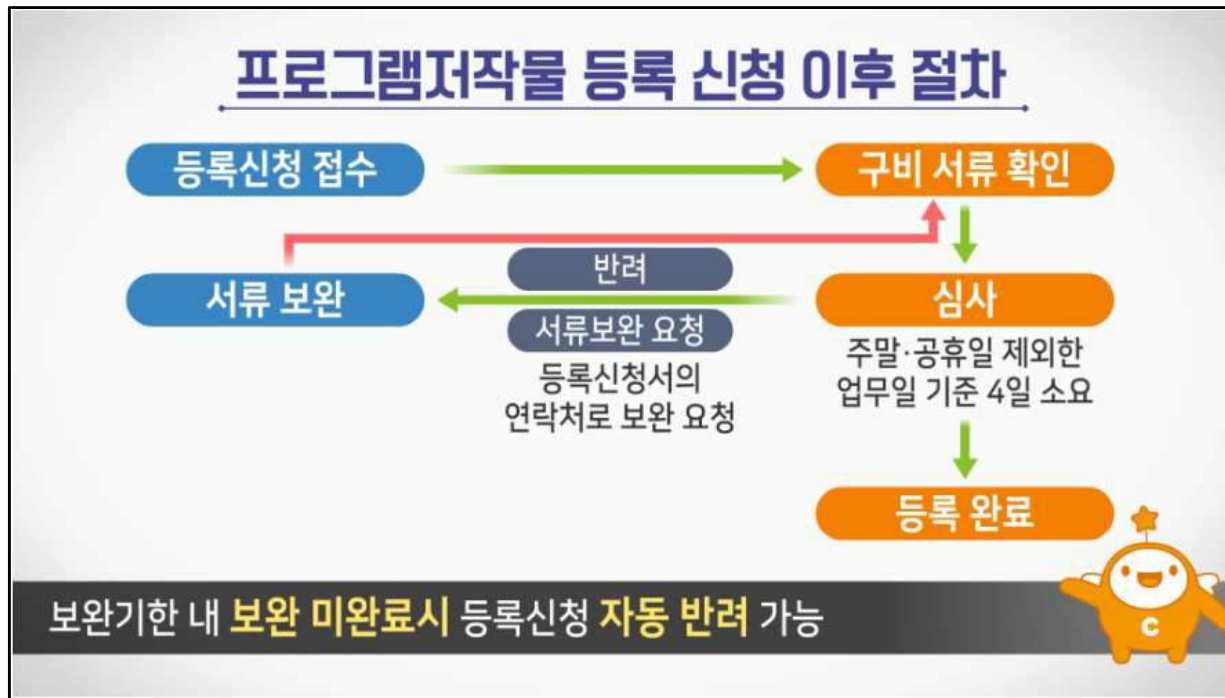 프로그램저작물 등록 신청 이후 절차
등록신청 접수
구비 서류 확인
반려
서류 보완
심사
서류보완 요청
등록신청서의
연락처로 보완 요청
주말·공휴일 제외한
업무일 기준 4일 소요
등록 완료
C
보완기한 내 보완 미완료시 등록신청 자동 반려 가능